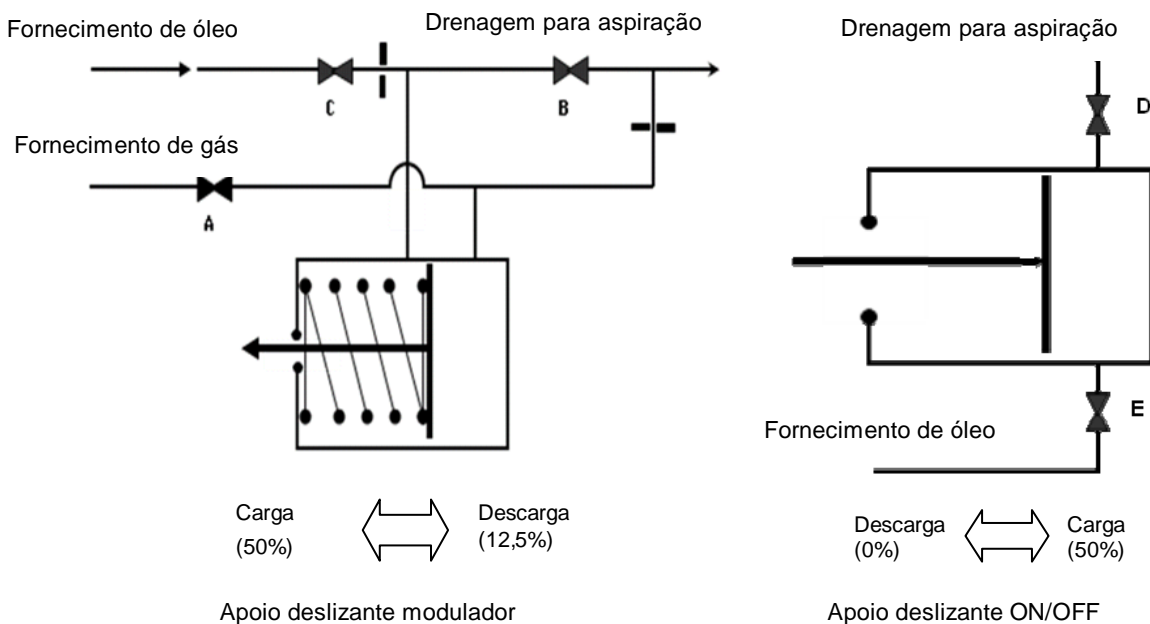 Fornecimento de óleo
Drenagem para aspiração
C
B
Fornecimento de gás
A
Carga
(50%)
Descarga
(12,5%)
Apoio deslizante modulador
Drenagem para aspiração
D
E
Fornecimento de óleo
Descarga
(0%)
Carga
(50%)
Apoio deslizante ON/OFF